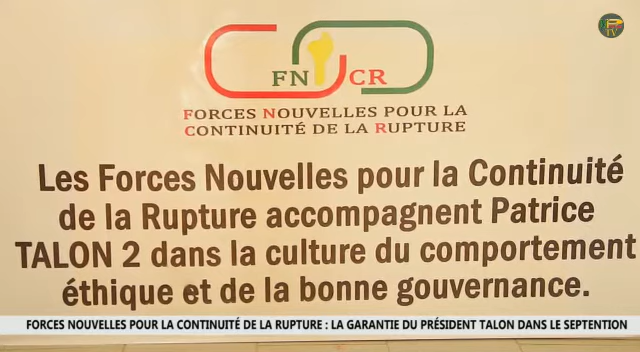 PTV
FN CR
FORCES NOUVELLES POUR LA
CONTINUITÉ DE LA RUPTURE
Les Forces Nouvelles pour la Continuité
de la Rupture accompagnent Patrice
TALON 2 dans la culture du comportement
éthique et de la bonne gouvernance.
FORCES NOUVELLES POUR LA CONTINUITÉ DE LA RUPTURE : LA GARANTIE DU PRÉSIDENT TALON DANS LE SEPTENTION